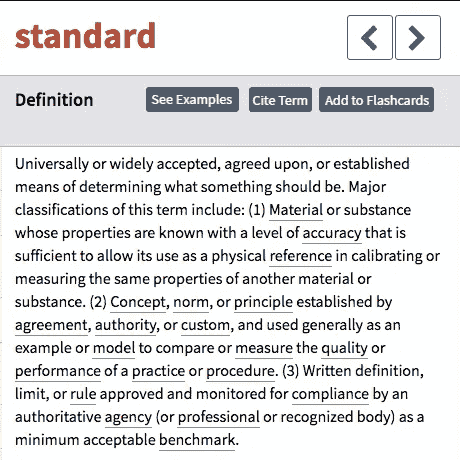 standard
Definition
See Examples
Cite Term
Add to Flashcards
Universally or widely accepted, agreed upon, or established
means of determining what something should be. Major
classifications of this term include: (1) Material or substance
whose properties are known with a level of accuracy that is
sufficient to allow its use as a physical reference in calibrating or
measuring the same properties of another material or
substance. (2) Concept, norm, or principle established by
agreement, authority, or custom, and used generally as an
example or model to compare or measure the quality or
performance of a practice or procedure. (3) Written definition,
limit, or rule approved and monitored for compliance by an
authoritative agency (or professional or recognized body) as a
minimum acceptable benchmark.